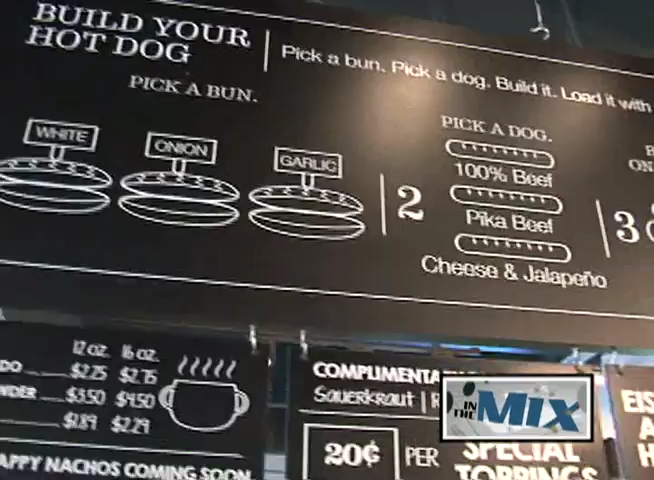 BUILD YOUR
HOT DOG
Pick a bun. Pick a dog. Build it. Load it with
PICK A BUN.
WHITE
ONION
GARLIC
2
PICK A DOG.
100% Beef
Pika Beef
Cheese & Jalapeño
3
ON
12 oz. 16 oz.
DO $2.25 $2.75
WDER $3.50 $4.50
$1.89 $2.29
APPY NACHOS COMING SOON
COMPLIMENTA
Sauerkraut | R
20¢ PER
SPECIAL
TOPPINGS
IN THE MIX
EIS
A
H